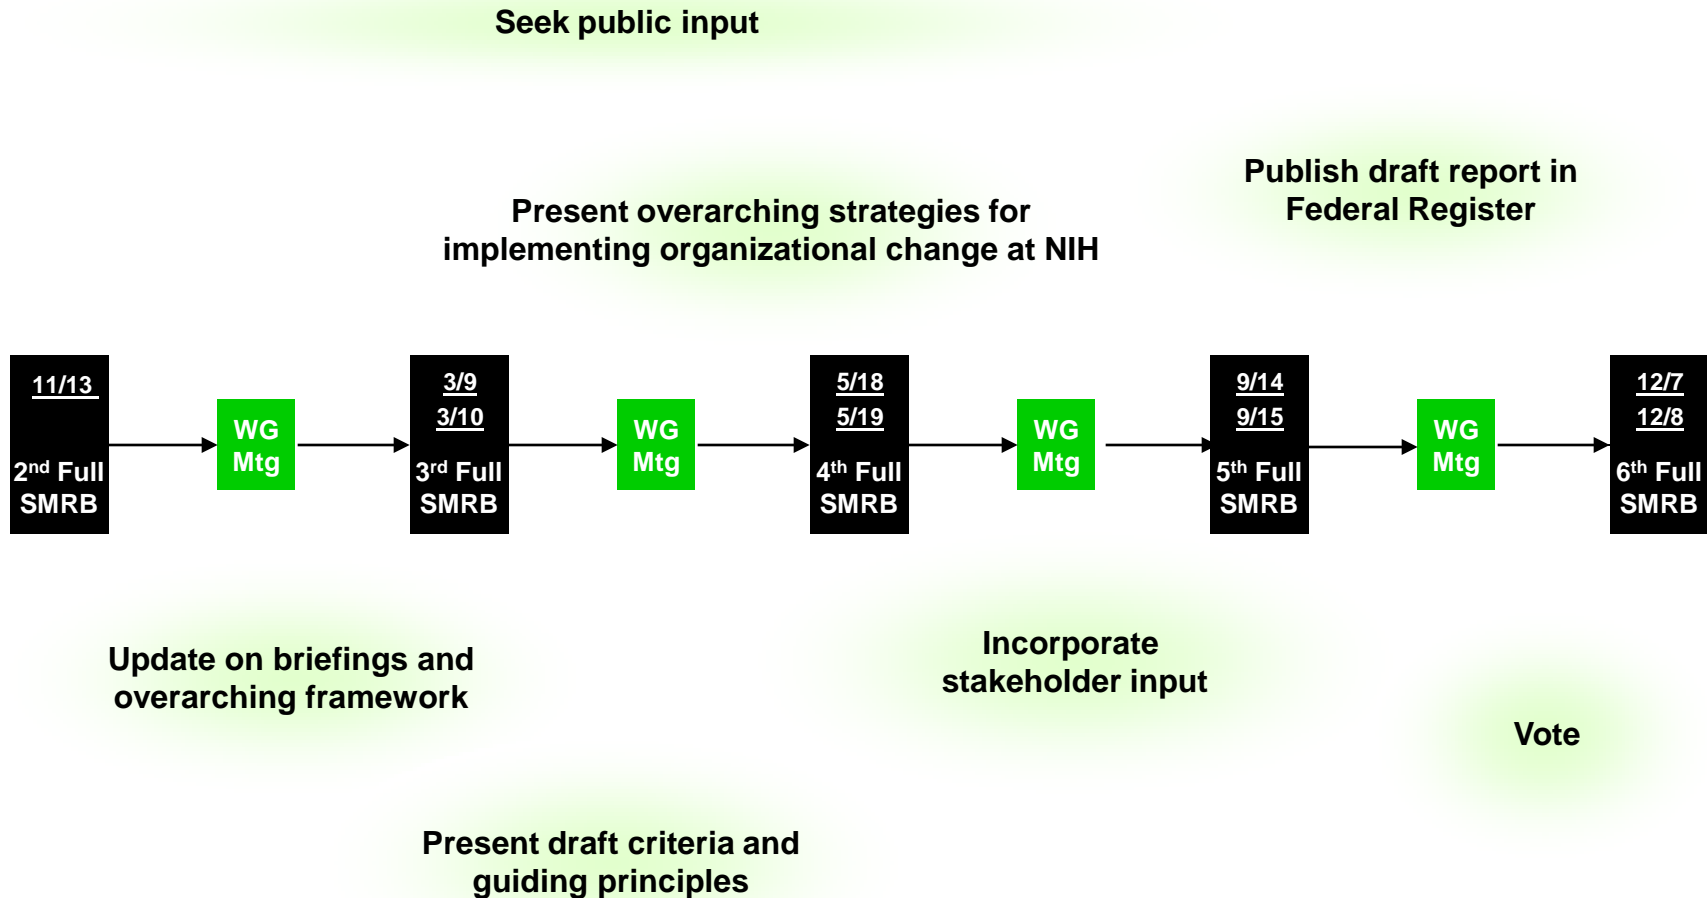 Seek public input
Publish draft report in
Federal Register
Present overarching strategies for
implementing organizational change at NIH
11/13
2nd Full
SMRB
WG
Mtg
3/9
3/10
3rd Full
SMRB
WG
Mtg
5/18
5/19
4th Full
SMRB
WG
Mtg
9/14
9/15
5th Full
SMRB
WG
Mtg
12/7
12/8
6th Full
SMRB
Update on briefings and
overarching framework
Incorporate
stakeholder input
Vote
Present draft criteria and
guiding principles